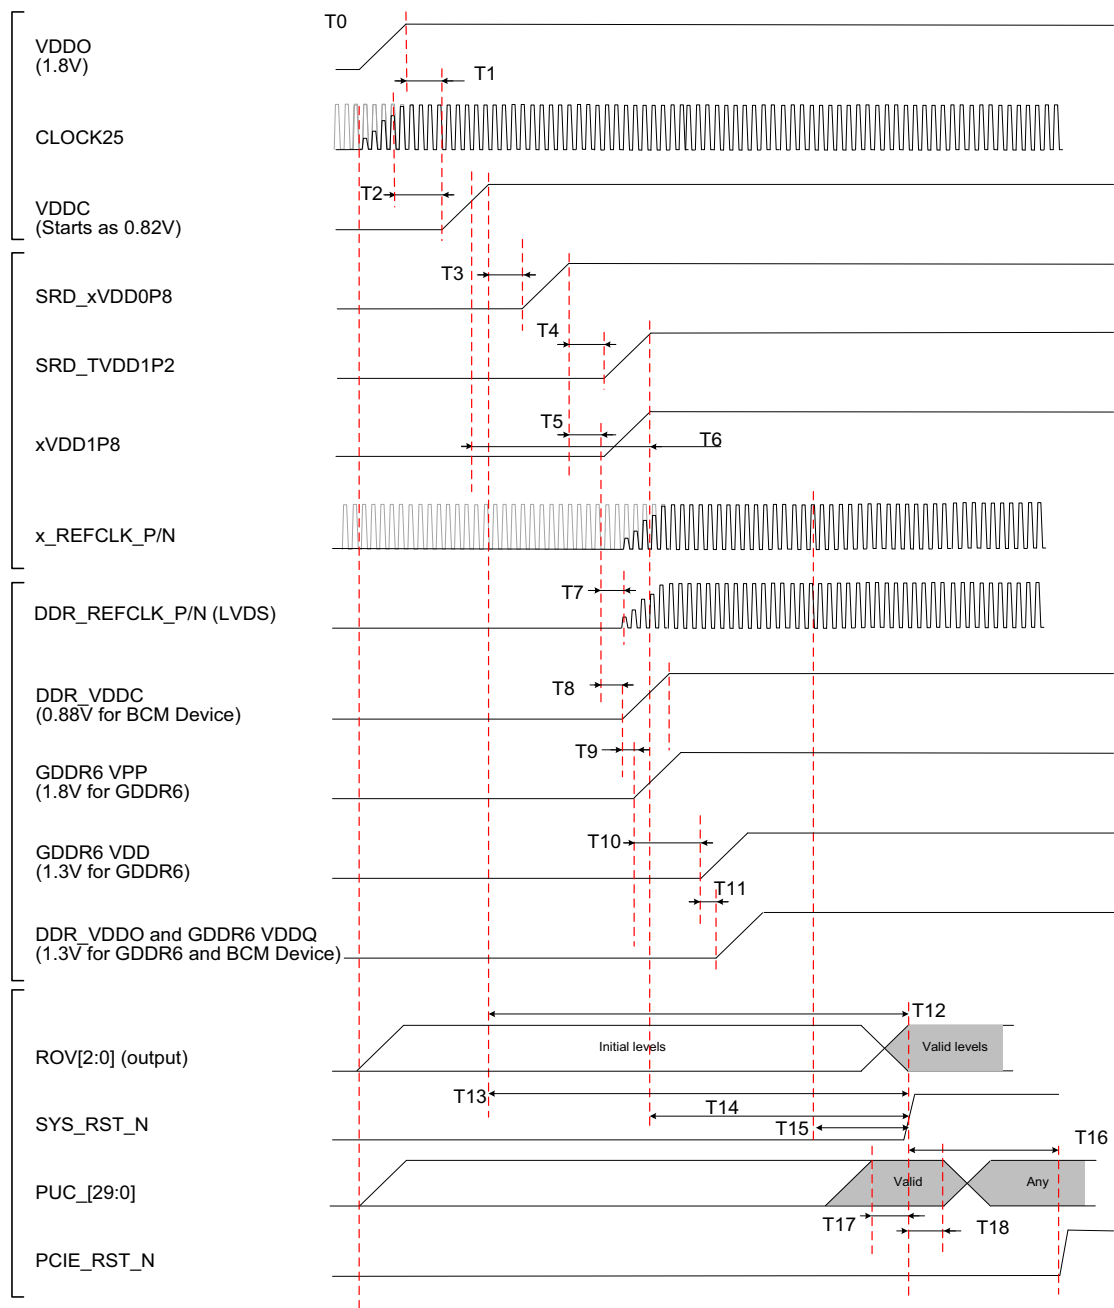 T0
VDDO
(1.8V)
T1
CLOCK25
T2
VDDC
(Starts as 0.82V)
T3
SRD_xVDD0P8
T4
SRD_TVDD1P2
T5
T6
xVDD1P8
x_REFCLK_P/N
T7
DDR_REFCLK_P/N (LVDS)
T8
DDR_VDDC
(0.88V for BCM Device)
T9
GDDR6 VPP
(1.8V for GDDR6)
T10
GDDR6 VDD
(1.3V for GDDR6)
T11
DDR_VDDO and GDDR6 VDDQ
(1.3V for GDDR6 and BCM Device)
T12
ROV[2:0] (output)
Initial levels
Valid levels
T13
T14
SYS_RST_N
T15
T16
PUC_[29:0]
Valid
Any
T17
T18
PCIE_RST_N